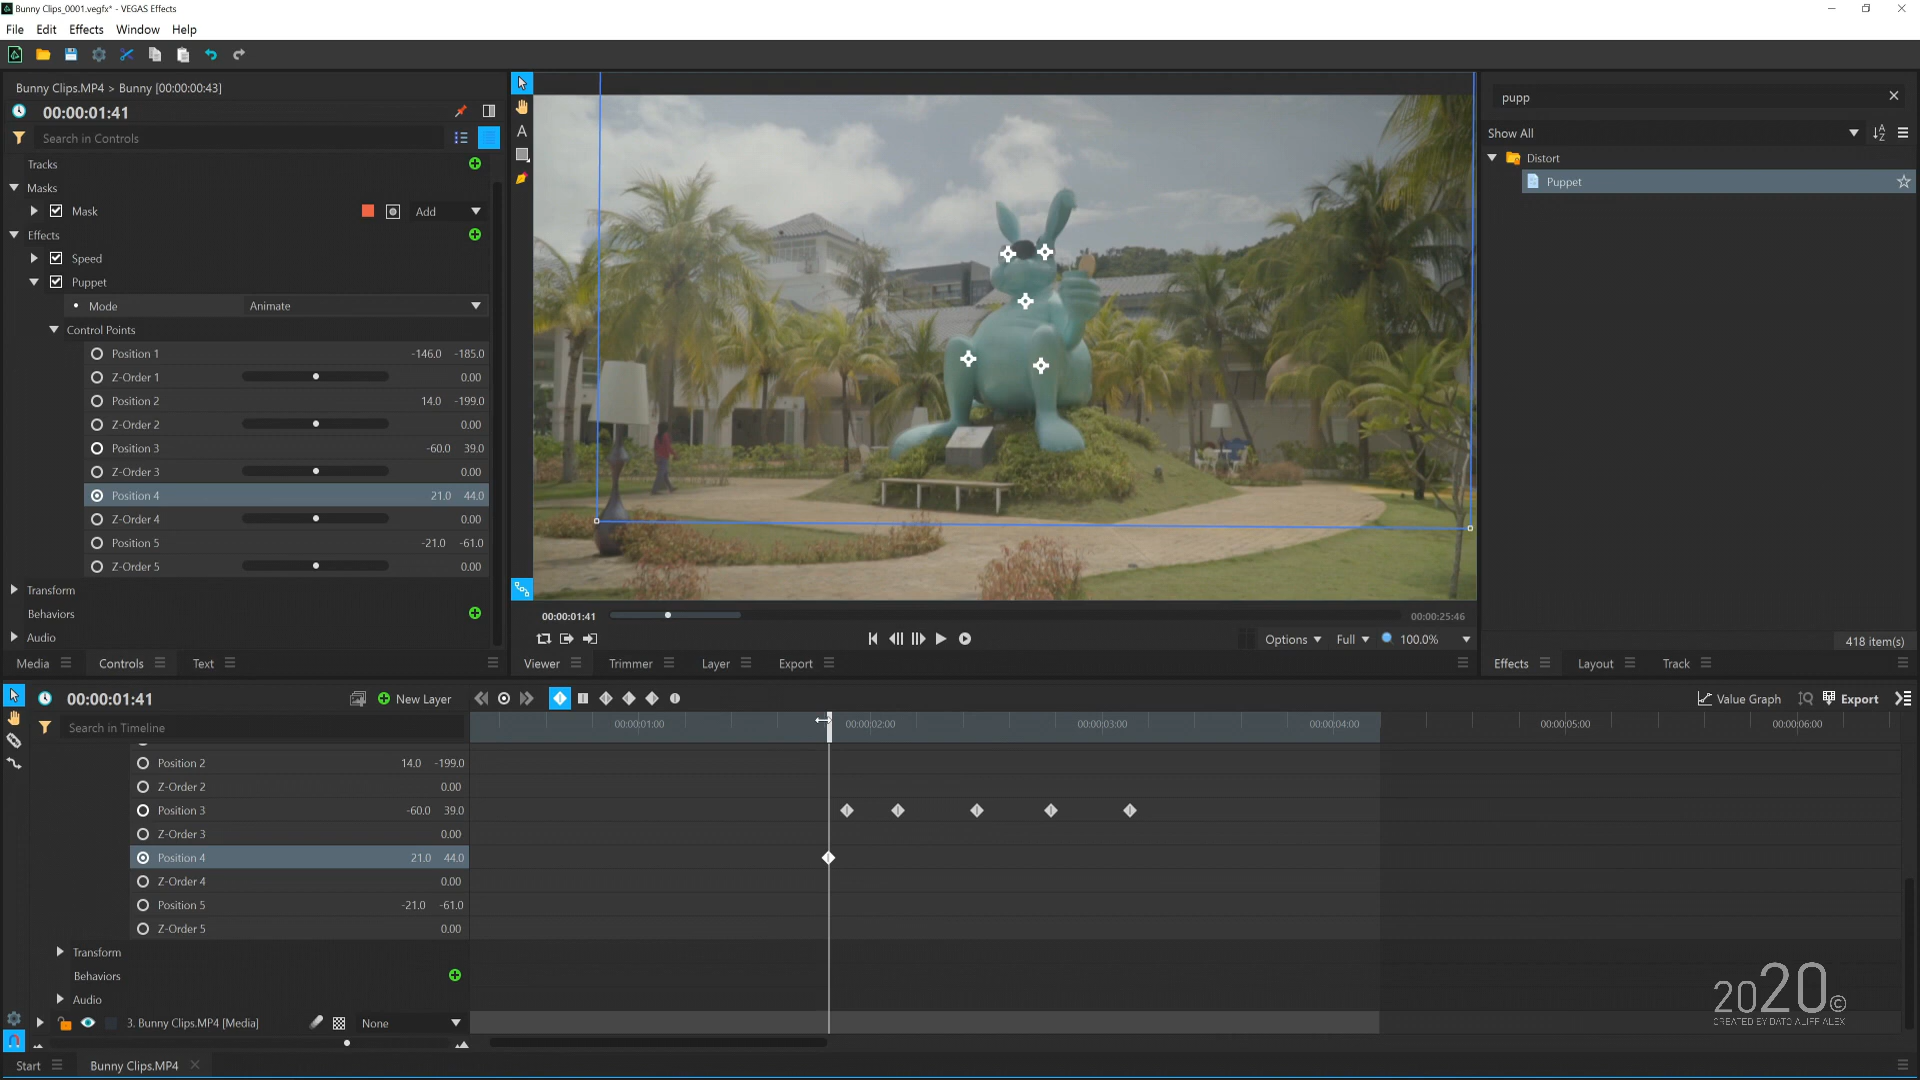 Bunny Clips_0001.vegfx* - VEGAS Effects
File Edit Effects Window Help
Bunny Clips.MP4 > Bunny [00:00:00:43]
00:00:01:41
Search in Controls
Tracks
Masks
Mask Add
Effects
Speed
Puppet
Mode Animate
Control Points
Position 1 -146.0 -185.0
Z-Order 1 0.00
Position 2 14.0 -199.0
Z-Order 2 0.00
Position 3 -60.0 39.0
Z-Order 3 0.00
Position 4 21.0 44.0
Z-Order 4 0.00
Position 5 -21.0 -61.0
Z-Order 5 0.00
Transform
Behaviors
Audio
Media Controls Text
A
00:00:01:41 00:00:25:46
Options Full 100.0%
Viewer Trimmer Layer Export
pupp
Show All
Distort
Puppet
418 item(s)
Effects Layout Track
00:00:01:41 New Layer Value Graph Export
Search in Timeline
00:00:01:00 00:00:02:00 00:00:03:00 00:00:04:00 00:00:05:00 00:00:06:00
Position 2 14.0 -199.0
Z-Order 2 0.00
Position 3 -60.0 39.0
Z-Order 3 0.00
Position 4 21.0 44.0
Z-Order 4 0.00
Position 5 -21.0 -61.0
Z-Order 5 0.00
Transform
Behaviors
Audio
3. Bunny Clips.MP4 [Media] None
2020©
CREATED BY DATO ALIFF ALEX
Start Bunny Clips.MP4